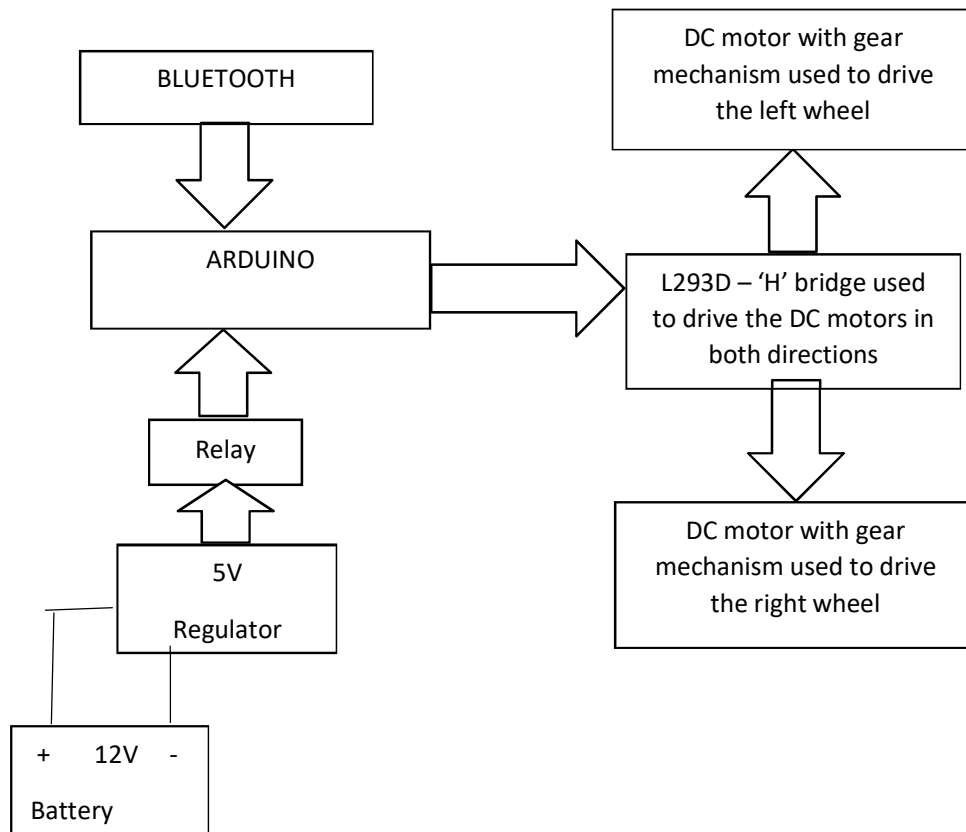 BLUETOOTH
DC motor with gear
mechanism used to drive
the left wheel
ARDUINO
L293D – ‘H’ bridge used
to drive the DC motors in
both directions
Relay
5V
Regulator
DC motor with gear
mechanism used to drive
the right wheel
+ 12V -
Battery